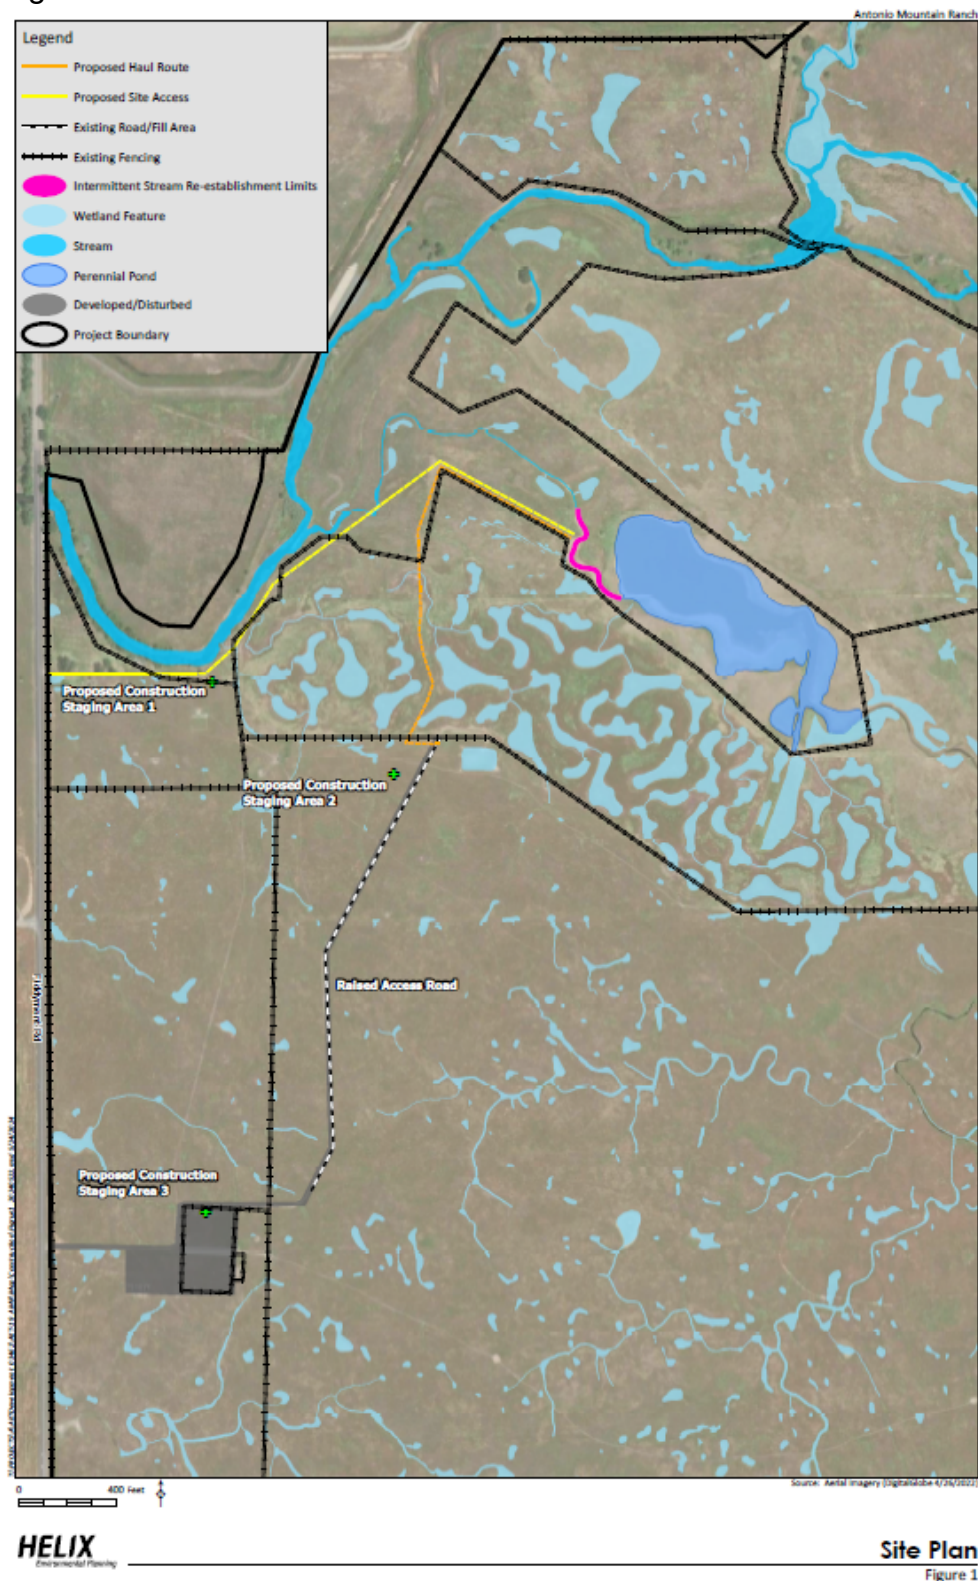 Antonio Mountain Ranch
Legend
Proposed Haul Route
Proposed Site Access
Existing Road/Fill Area
Existing Fencing
Intermittent Stream Re-establishment Limits
Wetland Feature
Stream
Perennial Pond
Developed/Disturbed
Project Boundary
Proposed Construction
Staging Area 1
Proposed Construction
Staging Area 2
Raised Access Road
Proposed Construction
Staging Area 3
0 400 Feet
Source: Aerial Imagery (DigitalGlobe 4/26/2022)
HELIX
Environmental Planning
Site Plan
Figure 1